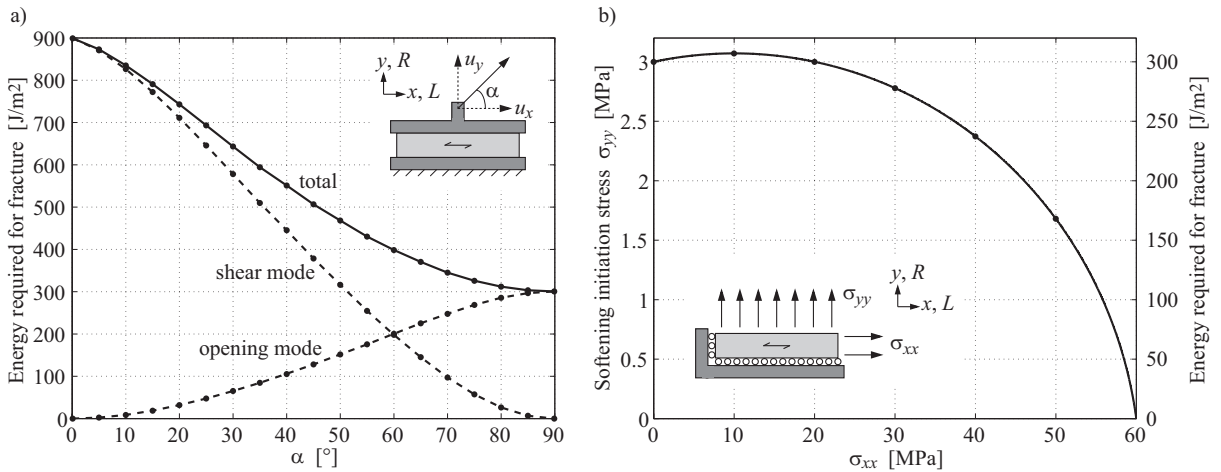 a)
Energy required for fracture [J/m2]
900
800
700
600
500
400
300
200
100
0
0 10 20 30 40 50 60 70 80 90
α [°]
total
shear mode
opening mode
y, R
x, L
u_y
α
u_x
b)
Softening initiation stress σ_yy [MPa]
3
2.5
2
1.5
1
0.5
0
0 10 20 30 40 50 60
σ_xx [MPa]
300
250
200
150
100
50
0
Energy required for fracture [J/m²]
σ_yy
y, R
x, L
σ_xx